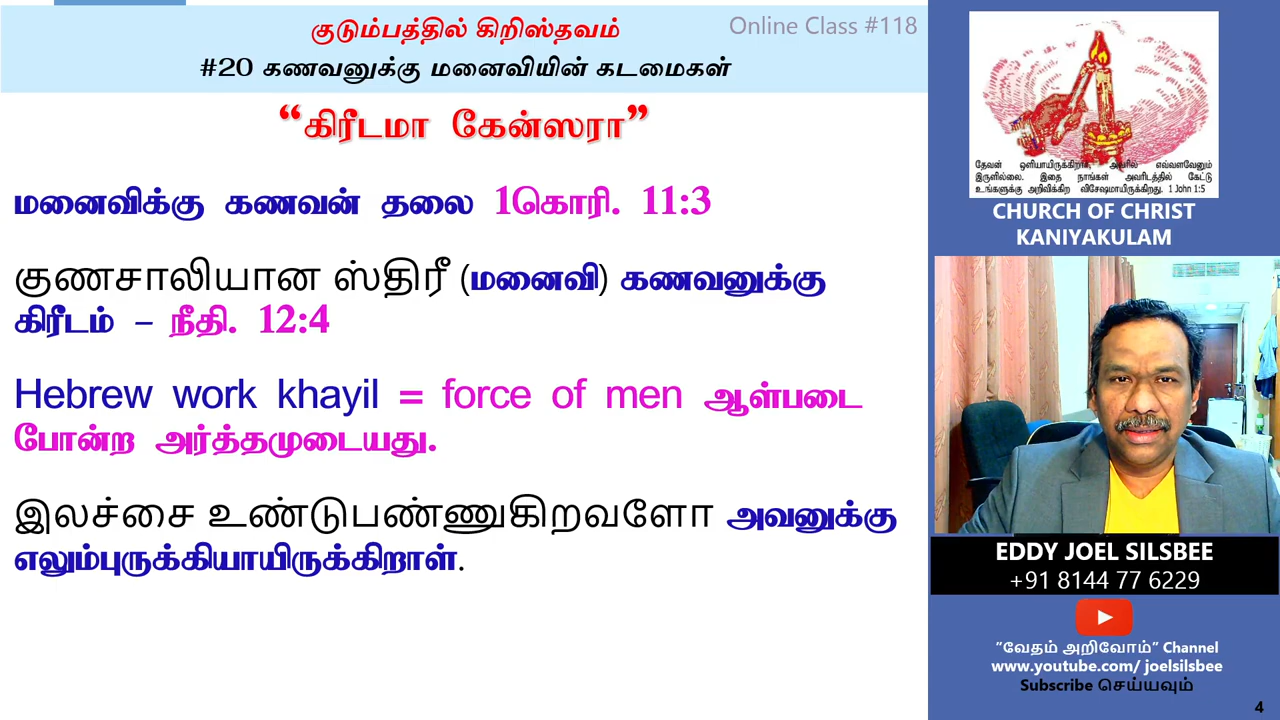 குடும்பத்தில் கிறிஸ்தவம்
Online Class #118
#20 கணவனுக்கு மனைவியின் கடமைகள்
“கிரீடமா கேன்ஸரா”
மனைவிக்கு கணவன் தலை 1கொரி. 11:3
குணசாலியான ஸ்திரீ (மனைவி) கணவனுக்கு
கிரீடம் – நீதி. 12:4
Hebrew work khayil = force of men ஆள்படை
போன்ற அர்த்தமுடையது.
இலச்சை உண்டுபண்ணுகிறவளோ அவனுக்கு
எலும்புருக்கியாயிருக்கிறாள்.
தேவன் ஒளியாயிருக்கிறார், அவரில் எவ்வளவேனும்
இருளில்லை. இதை நாங்கள் அவரிடத்தில் கேட்டு
உங்களுக்கு அறிவிக்கிற விசேஷமாயிருக்கிறது. 1 John 1:5
CHURCH OF CHRIST
KANIYAKULAM
EDDY JOEL SILSBEE
+91 8144 77 6229
”வேதம் அறிவோம்” Channel
www.youtube.com/ joelsilsbee
Subscribe செய்யவும்
4